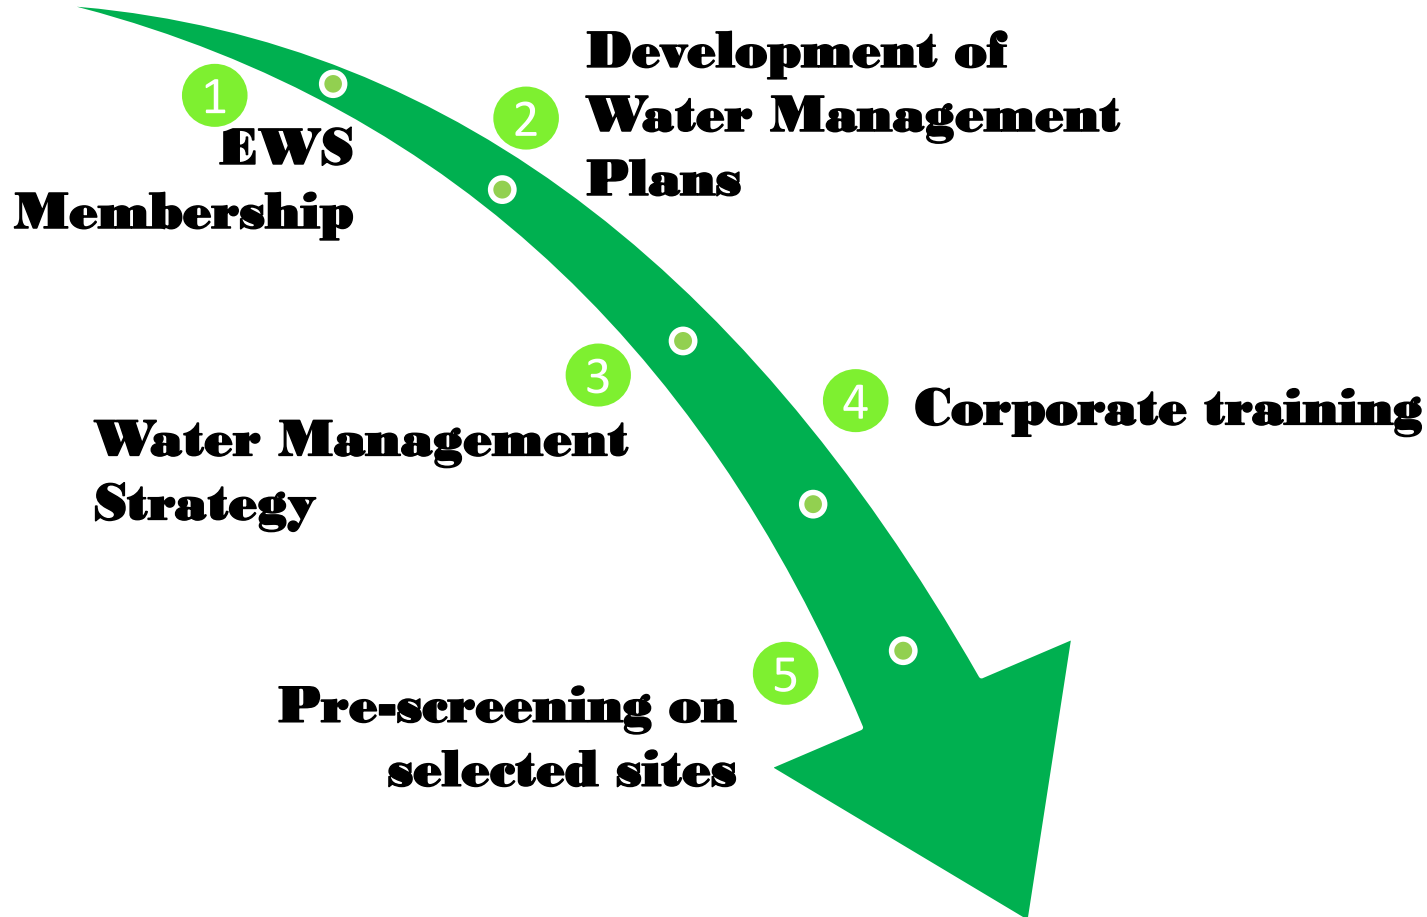 1
EWS
Membership
2
Development of
Water Management
Plans
3
Water Management
Strategy
4
Corporate training
5
Pre-screening on
selected sites